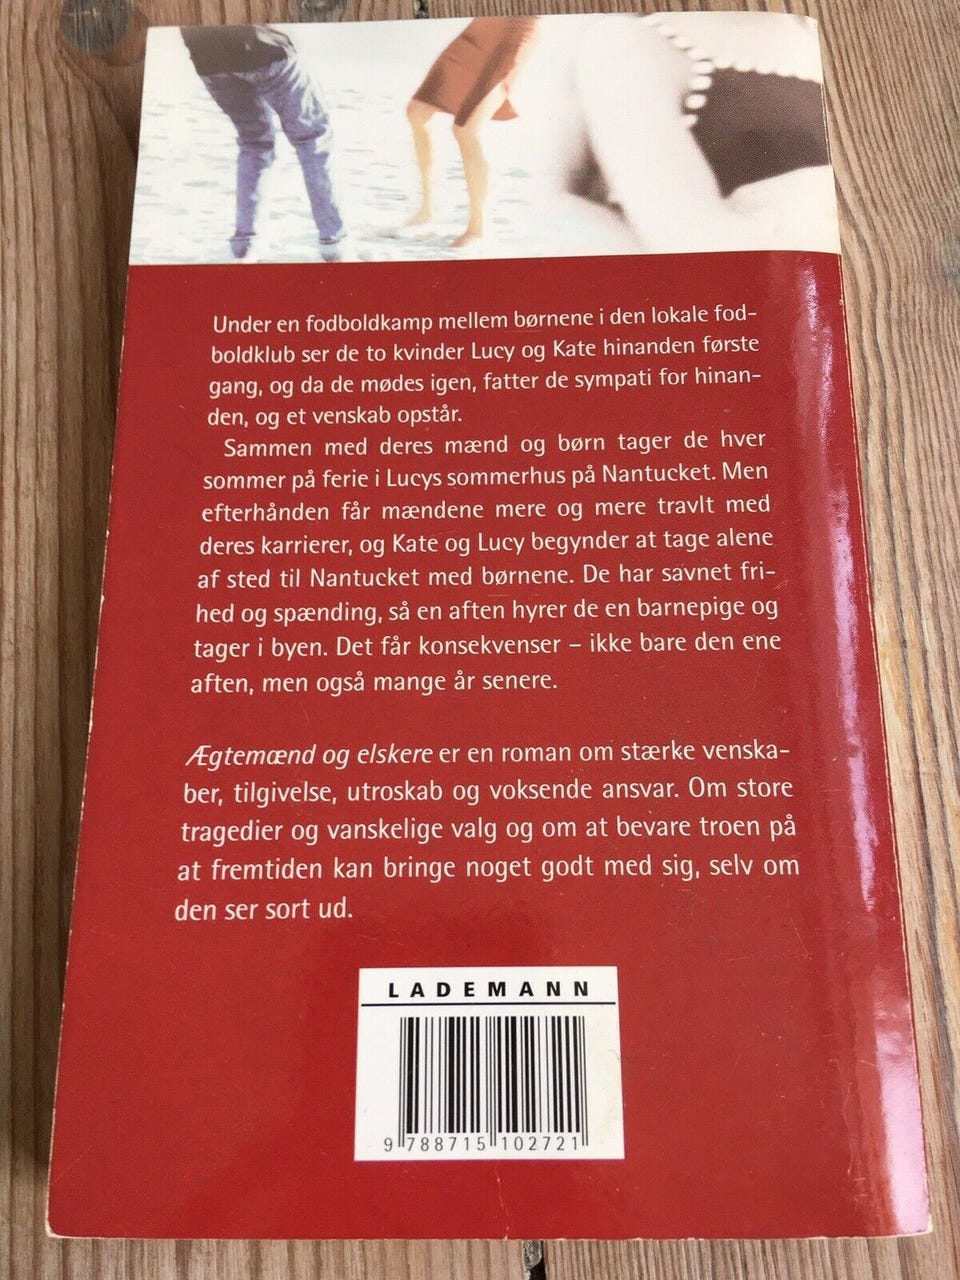 Under en fodboldkamp mellem børnene i den lokale fod-
boldklub ser de to kvinder Lucy og Kate hinanden første
gang, og da de mødes igen, fatter de sympati for hinan-
den, og et venskab opstår.
Sammen med deres mænd og børn tager de hver
sommer på ferie i Lucys sommerhus på Nantucket. Men
efterhånden får mændene mere og mere travlt med
deres karrierer, og Kate og Lucy begynder at tage alene
af sted til Nantucket med børnene. De har savnet fri-
hed og spænding, så en aften hyrer de en barnepige og
tager i byen. Det får konsekvenser – ikke bare den ene
aften, men også mange år senere.
Ægtemænd og elskere er en roman om stærke venska-
ber, tilgivelse, utroskab og voksende ansvar. Om store
tragedier og vanskelige valg og om at bevare troen på
at fremtiden kan bringe noget godt med sig, selv om
den ser sort ud.
LADEMANN
9 788715 102721